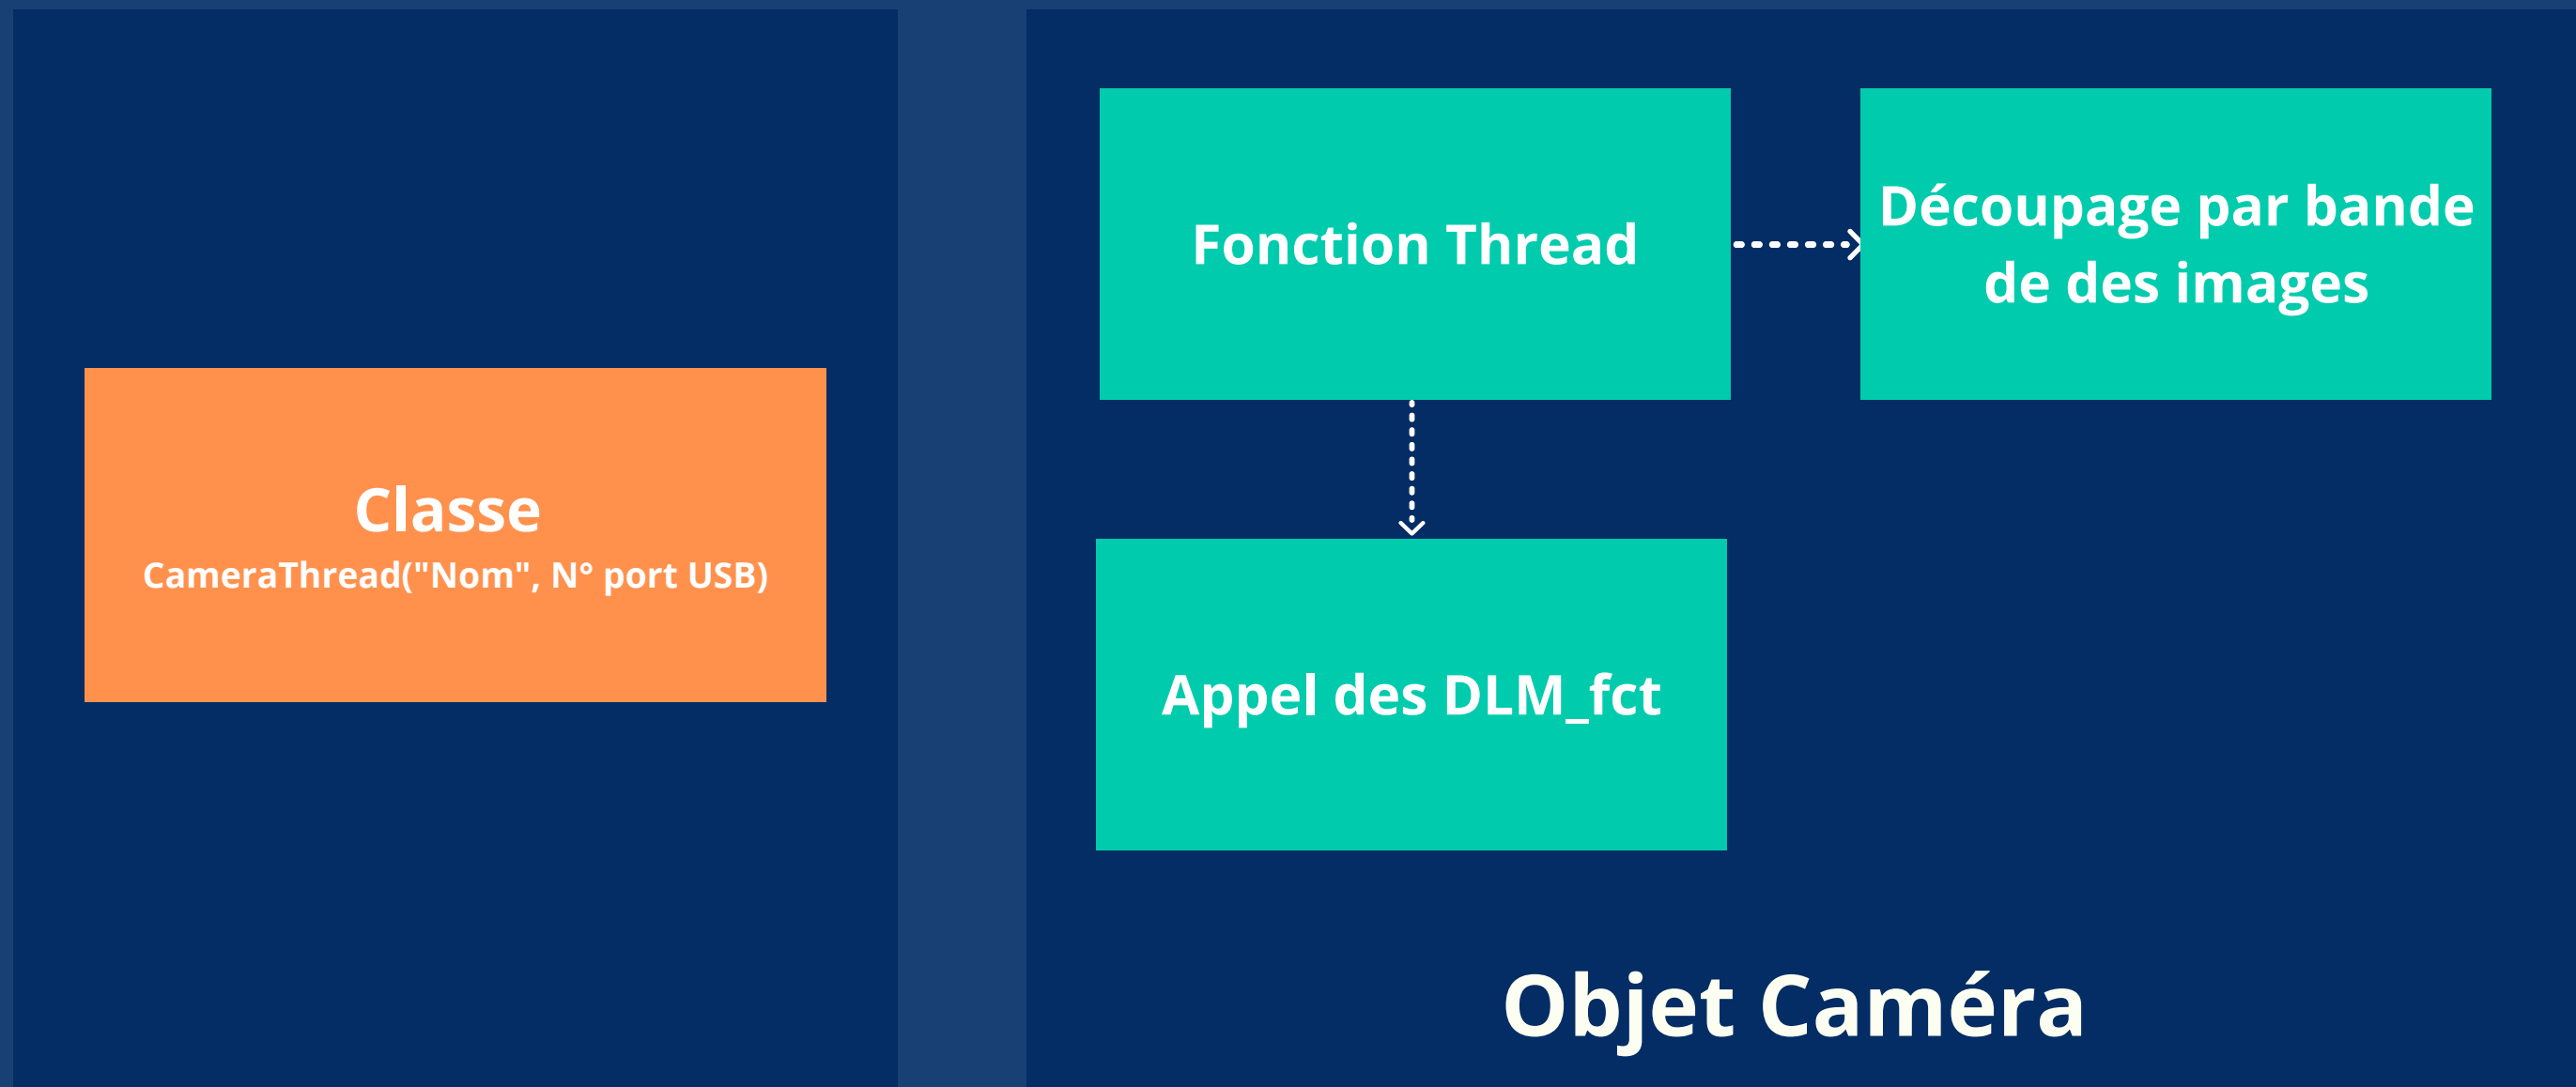 Classe
CameraThread("Nom", N° port USB)
Fonction Thread
Découpage par bande
de des images
Appel des DLM_fct
Objet Caméra